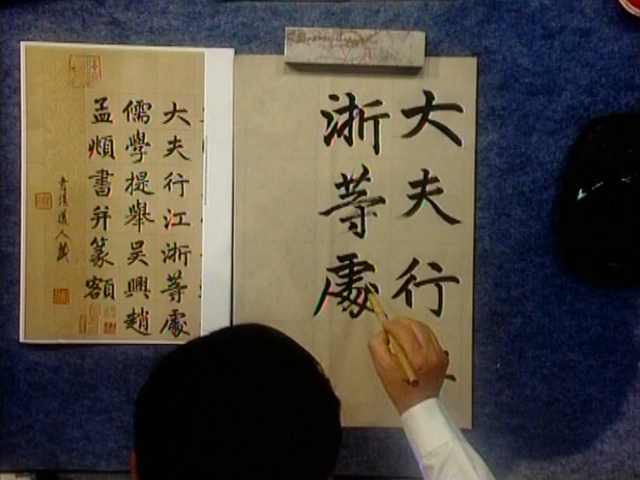 大夫行江浙等處
儒學提舉吳興趙
孟頫書并篆額
大夫行
浙等處